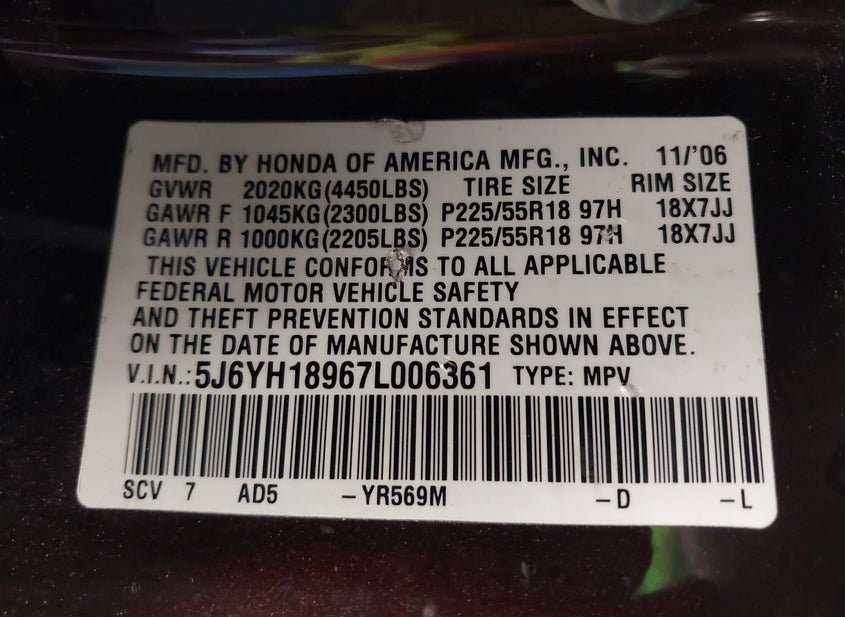 MFD. BY HONDA OF AMERICA MFG., INC. 11/'06
GVWR 2020KG(4450LBS) TIRE SIZE RIM SIZE
GAWR F 1045KG(2300LBS) P225/55R18 97H 18X7JJ
GAWR R 1000KG(2205LBS) P225/55R18 97H 18X7JJ
THIS VEHICLE CONFORMS TO ALL APPLICABLE
FEDERAL MOTOR VEHICLE SAFETY
AND THEFT PREVENTION STANDARDS IN EFFECT
ON THE DATE OF MANUFACTURE SHOWN ABOVE.
V.I.N.: 5J6YH18967L006361 TYPE: MPV
SCV 7 AD5 -YR569M -D -L